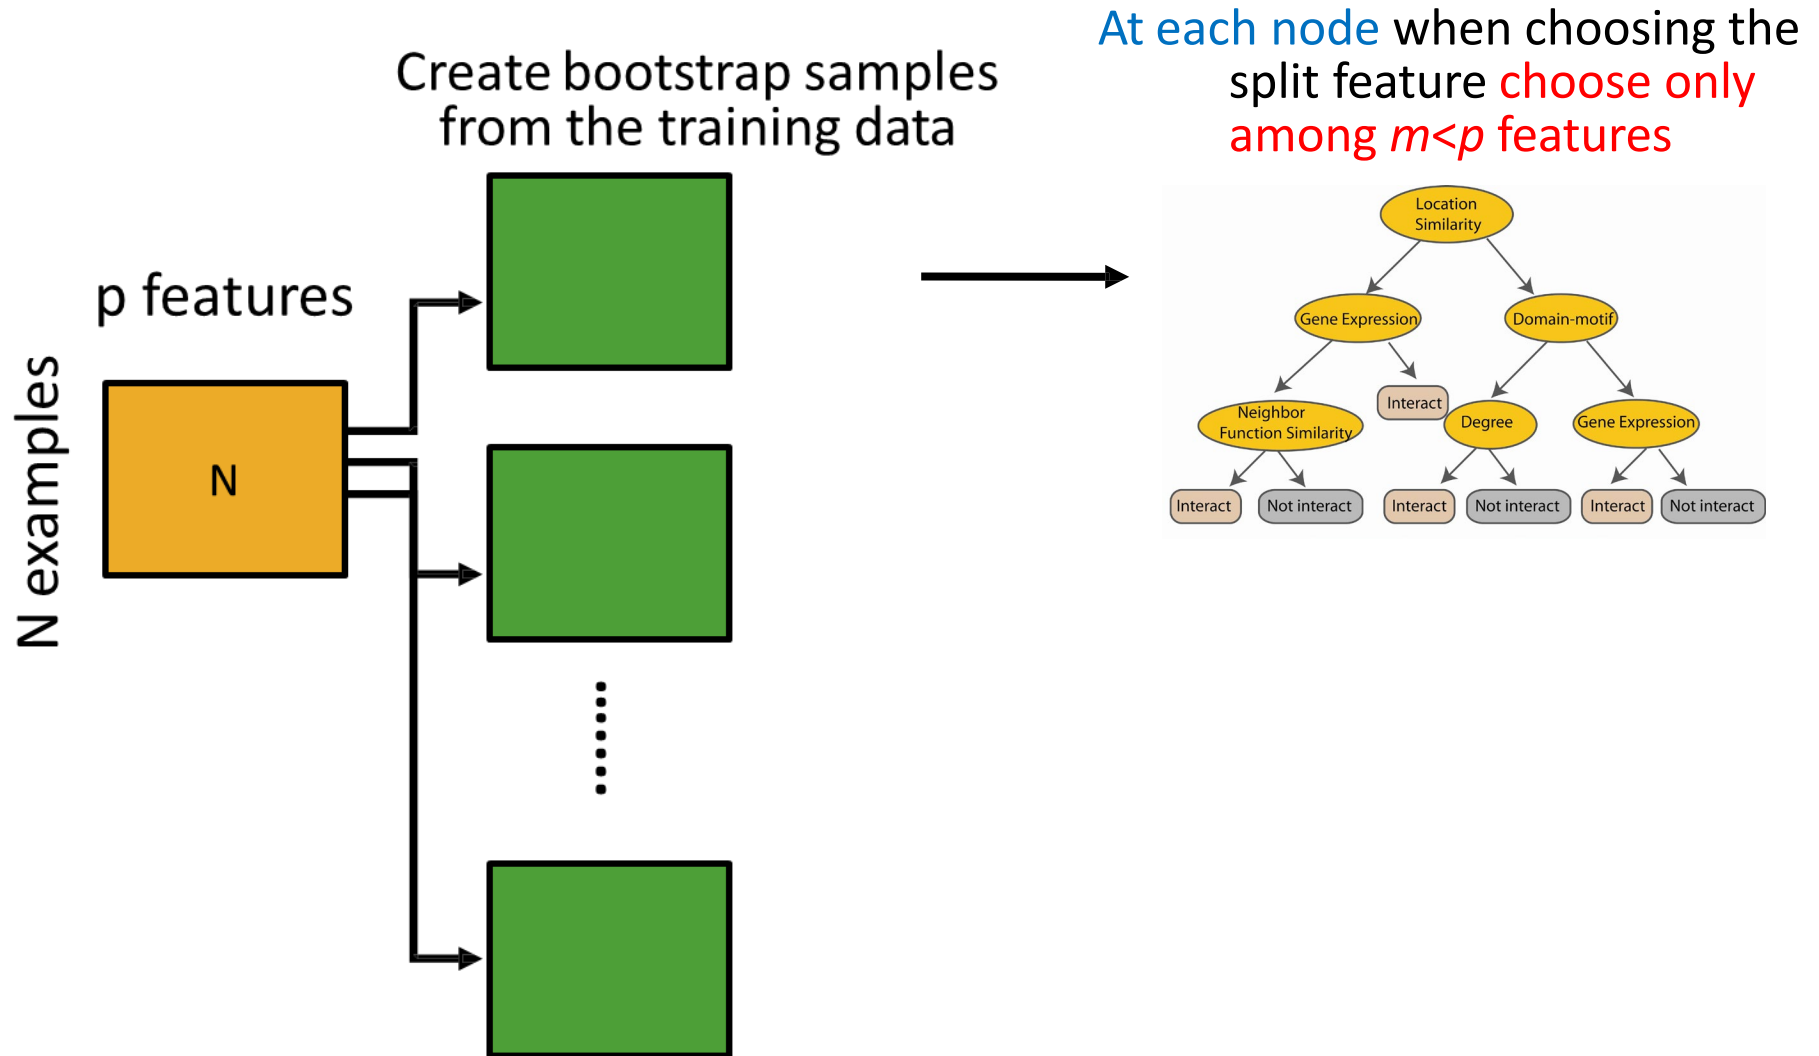 At each node when choosing the
split feature choose only
among m<p features
Create bootstrap samples
from the training data
p features
N examples
N
Location
Similarity
Gene Expression
Domain-motif
Interact
Neighbor
Function Similarity
Degree
Gene Expression
Interact
Not interact
Interact
Not interact
Interact
Not interact